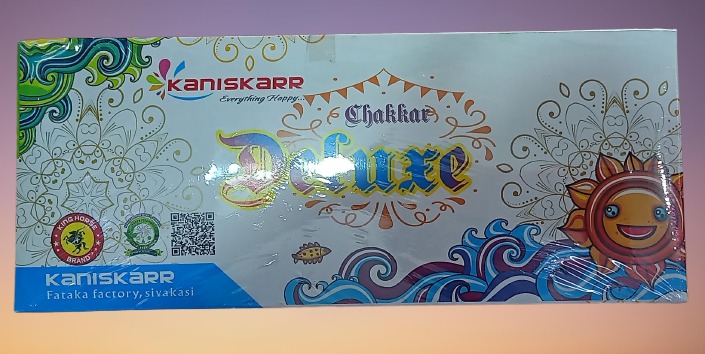 KANISKARR
Everything Happy...
Chakkar
Deluxe
KING HORSE
BRAND
KANISKARR
Fataka factory, sivakasi